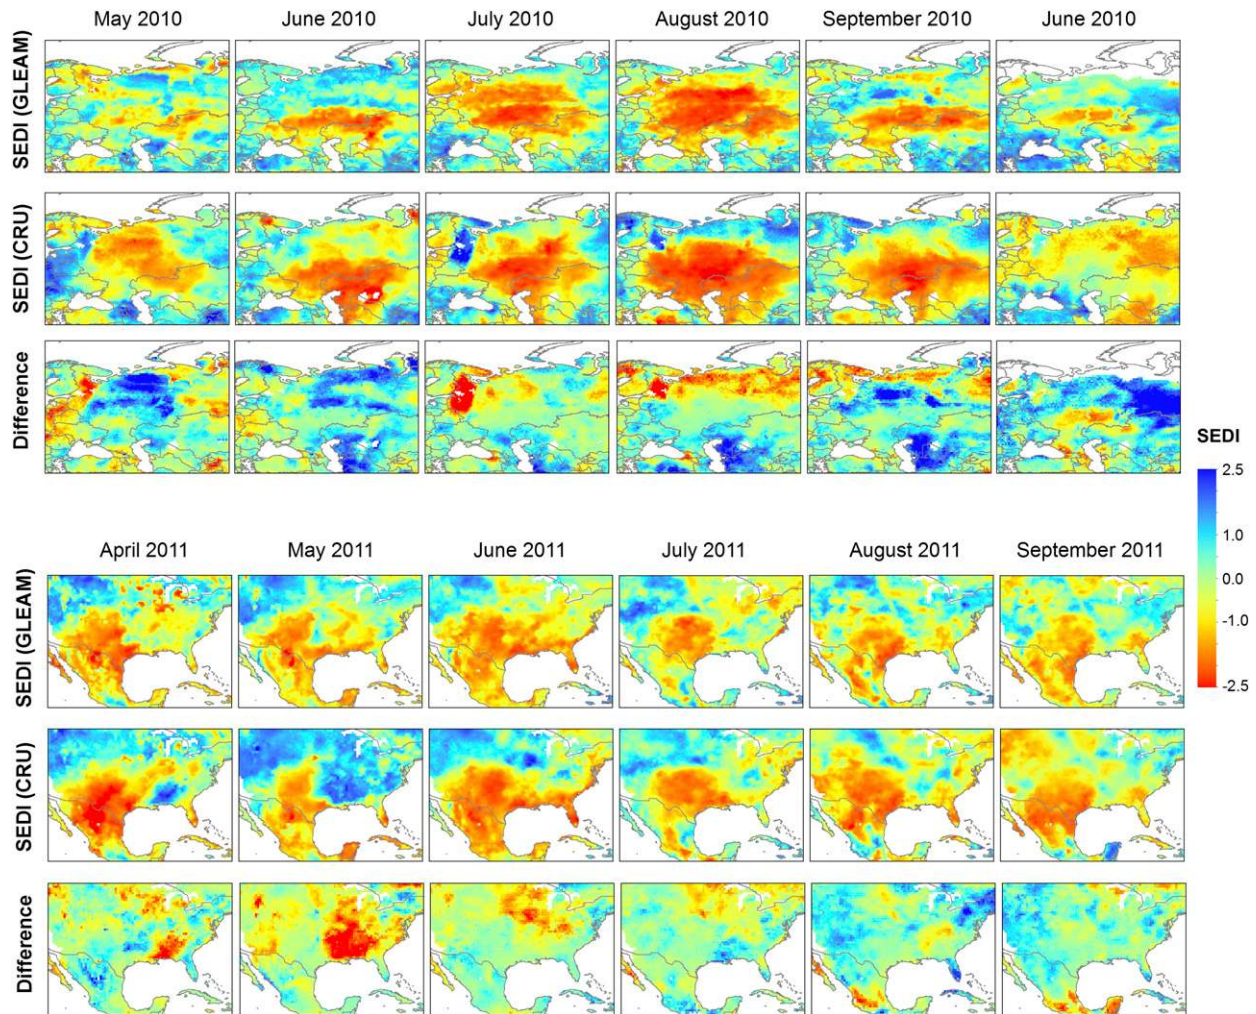 May 2010 June 2010 July 2010 August 2010 September 2010 June 2010
SEDI (GLEAM)
SEDI (CRU)
Difference
SEDI
2.5
1.0
0.0
-1.0
-2.5
April 2011 May 2011 June 2011 July 2011 August 2011 September 2011
SEDI (GLEAM)
SEDI (CRU)
Difference